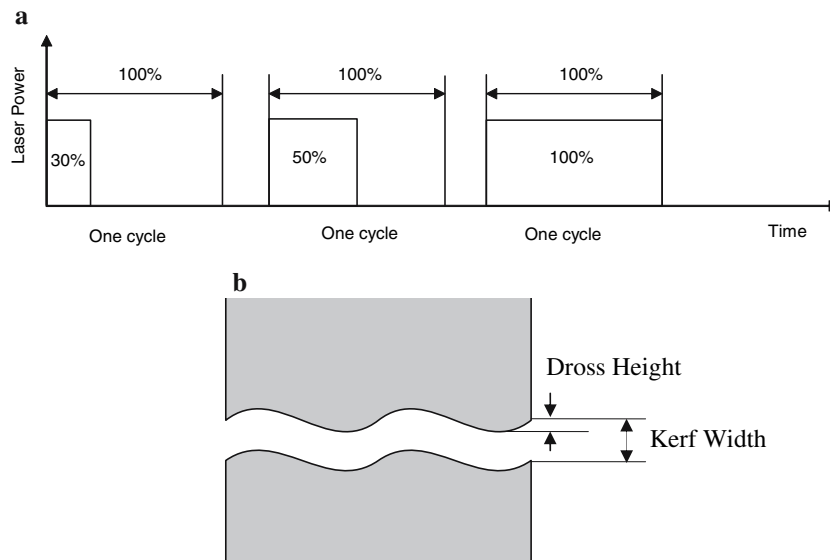 a
Laser Power
100%
100%
100%
30%
50%
100%
One cycle
One cycle
One cycle
Time
b
Dross Height
Kerf Width